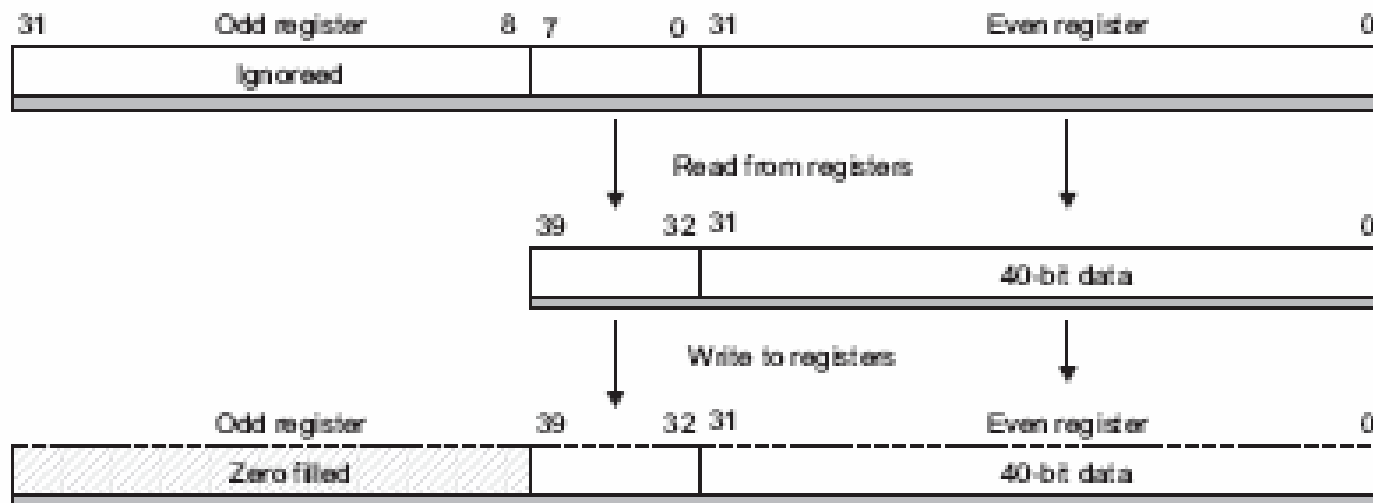 31 Odd register 8 7 0 31 Even register 0
Ignoreed
Read from registers
39 32 31 0
40-bit data
Write to registers
Odd register 39 32 31 Even register 0
Zero filled 40-bit data